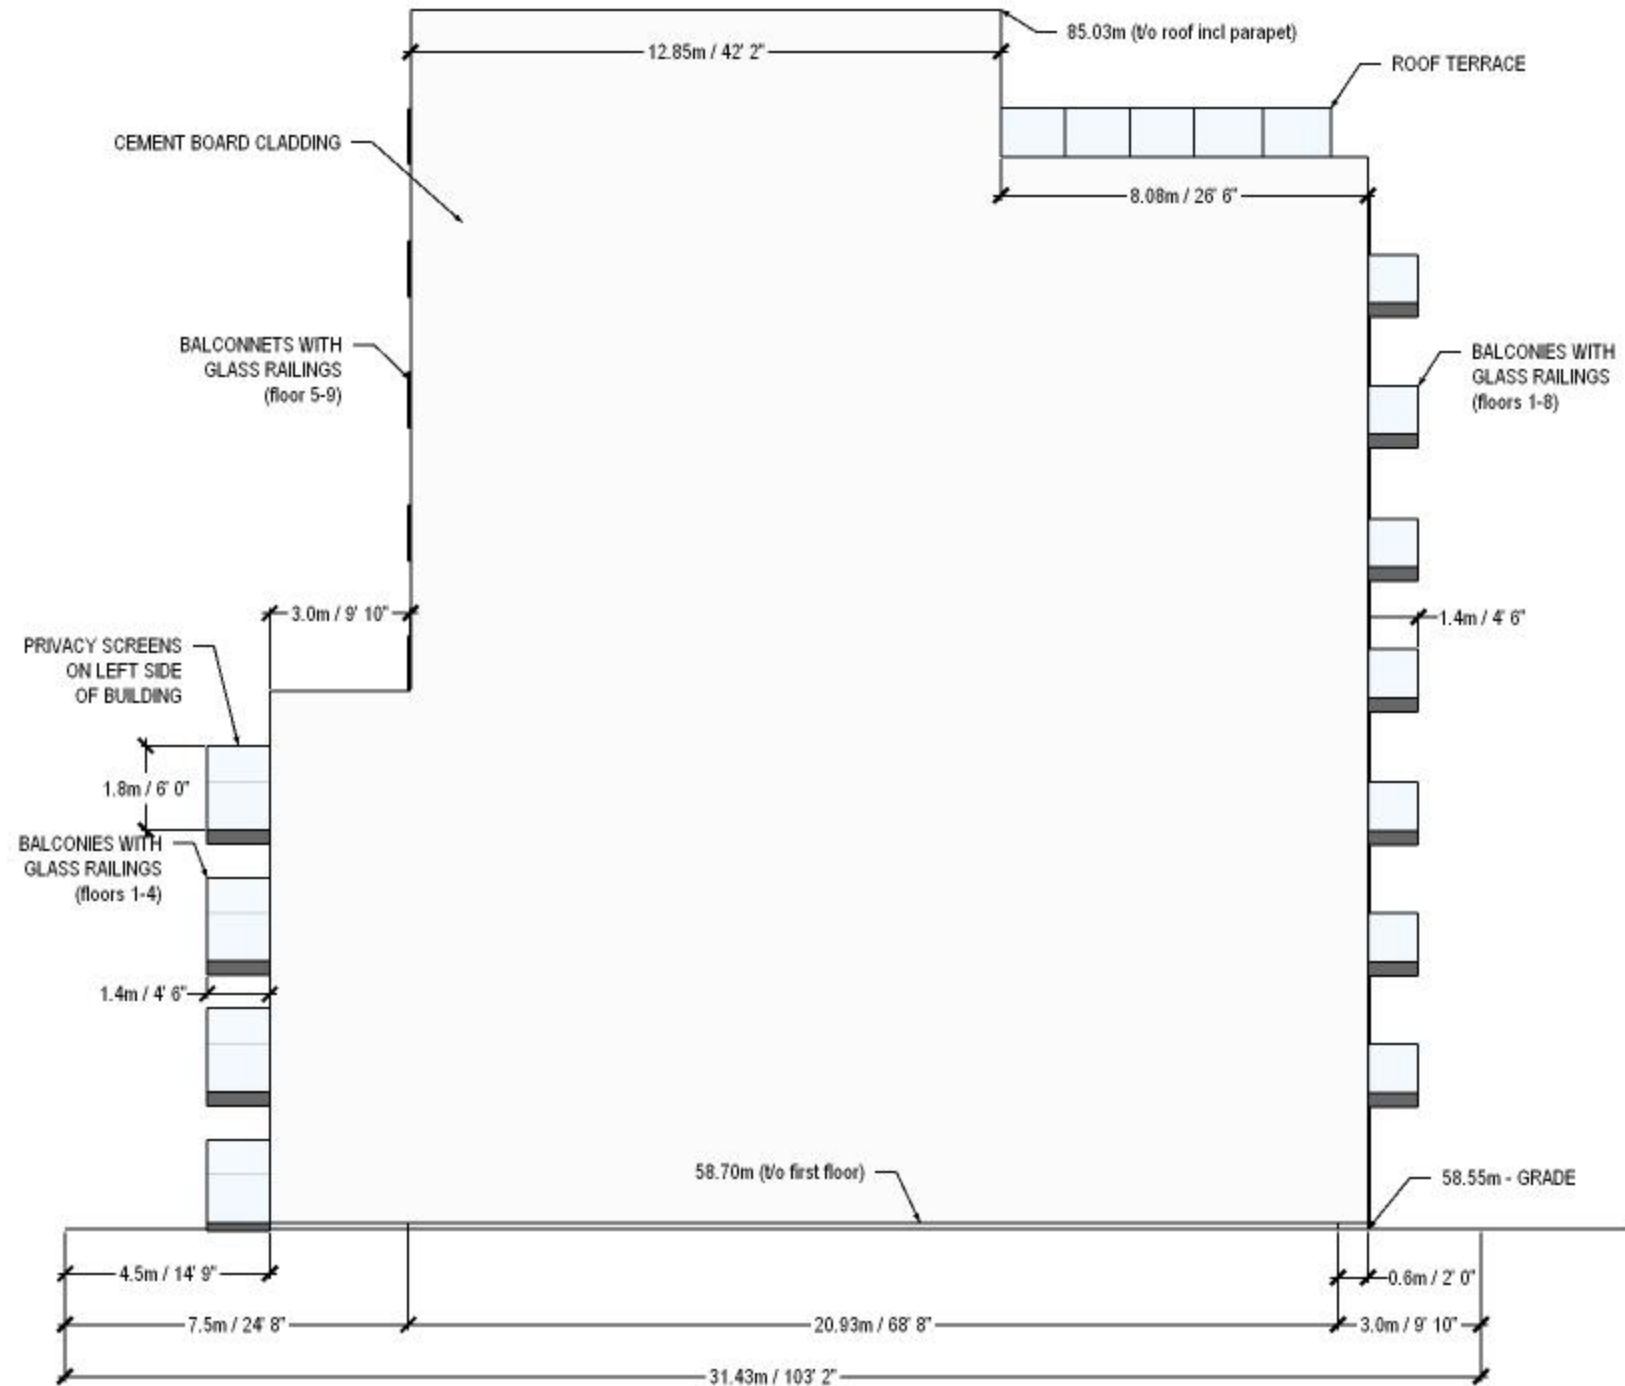 85.03m (t/o roof incl parapet)
12.85m / 42' 2"
ROOF TERRACE
CEMENT BOARD CLADDING
8.08m / 26' 6"
BALCONNETS WITH
GLASS RAILINGS
(floor 5-9)
BALCONIES WITH
GLASS RAILINGS
(floors 1-8)
3.0m / 9' 10"
1.4m / 4' 6"
PRIVACY SCREENS
ON LEFT SIDE
OF BUILDING
1.8m / 6' 0"
BALCONIES WITH
GLASS RAILINGS
(floors 1-4)
1.4m / 4' 6"
58.70m (t/o first floor)
58.55m - GRADE
4.5m / 14' 9"
0.6m / 2' 0"
7.5m / 24' 8"
20.93m / 68' 8"
3.0m / 9' 10"
31.43m / 103' 2"